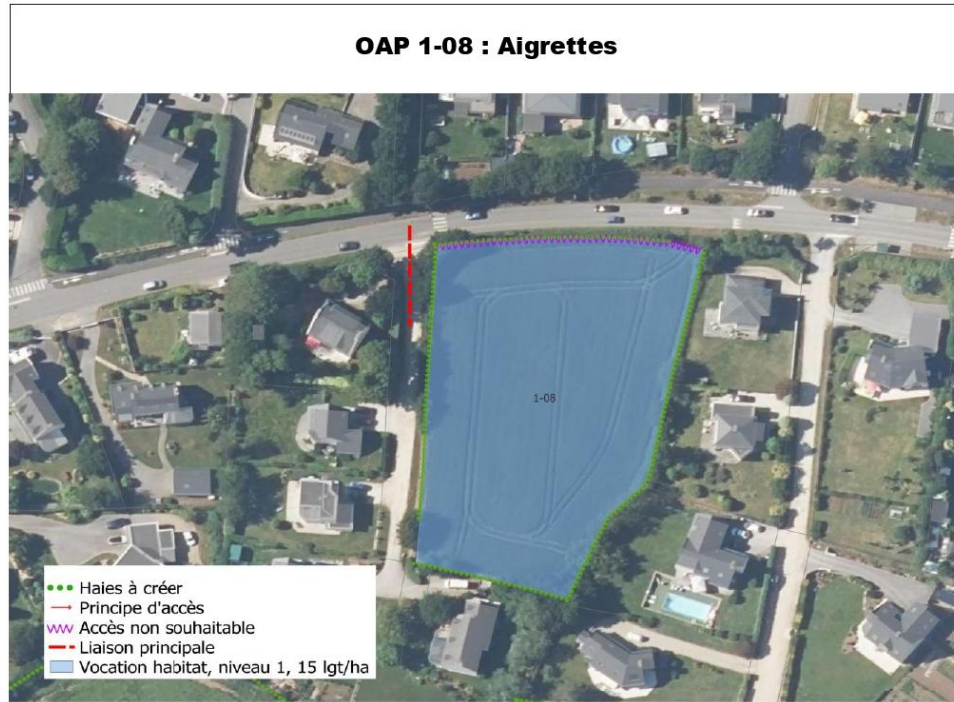 OAP 1-08 : Aigrettes
1-08
Haies à créer
Principe d'accès
Accès non souhaitable
Liaison principale
Vocation habitat, niveau 1, 15 lgt/ha